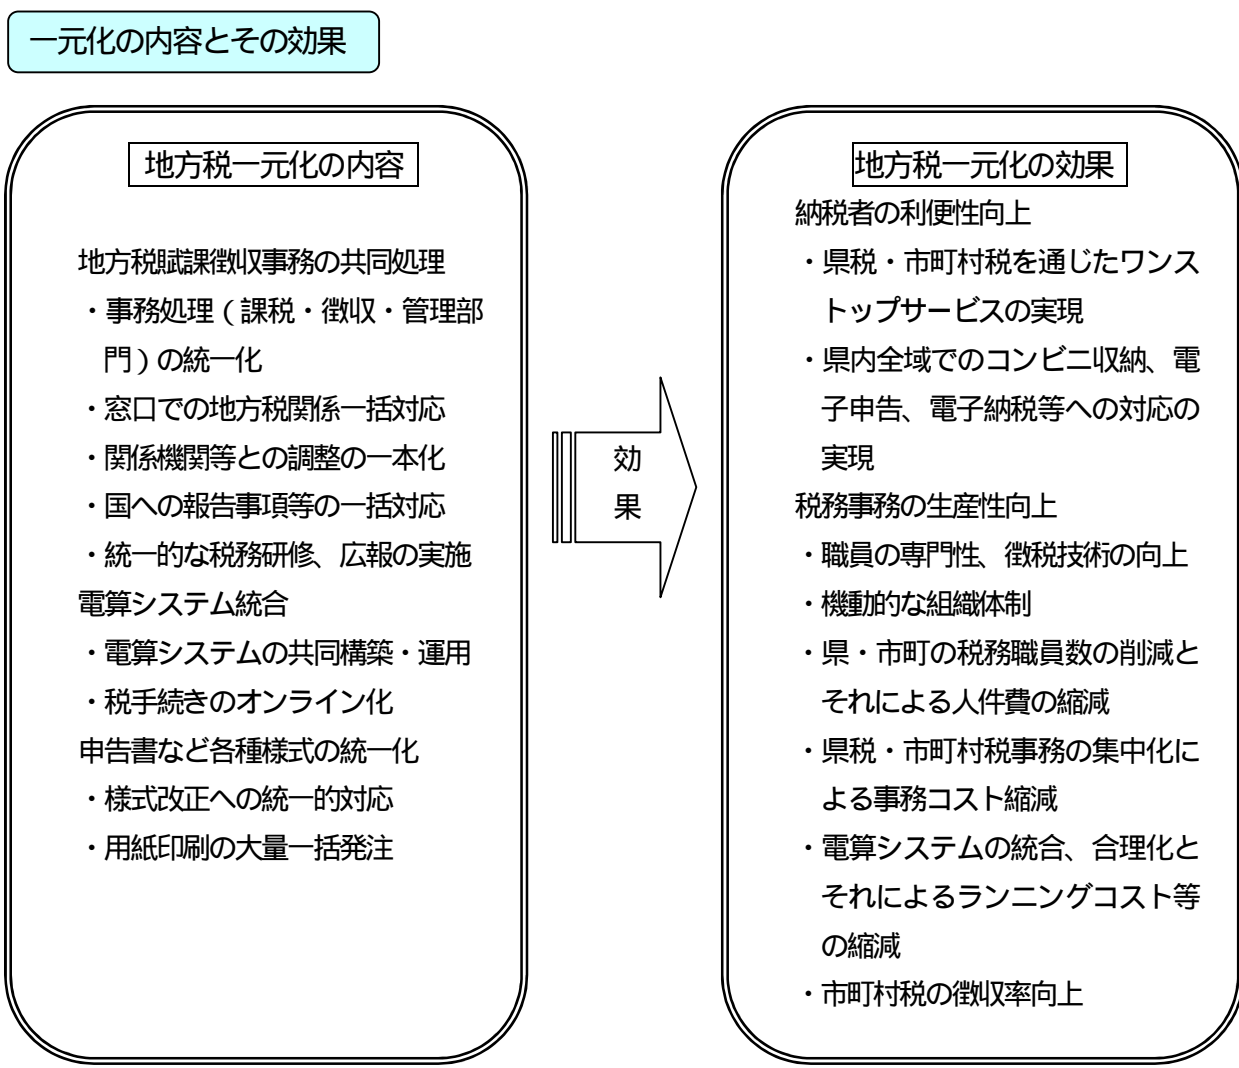 一元化の内容とその効果
地方税一元化の内容
地方税賦課徴収事務の共同処理
・事務処理（課税・徴収・管理部
門）の統一化
・窓口での地方税関係一括対応
・関係機関等との調整の一本化
・国への報告事項等の一括対応
・統一的な税務研修、広報の実施
電算システム統合
・電算システムの共同構築・運用
・税手続きのオンライン化
申告書など各種様式の統一化
・様式改正への統一的対応
・用紙印刷の大量一括発注
効
果
地方税一元化の効果
納税者の利便性向上
・県税・市町村税を通じたワンス
トップサービスの実現
・県内全域でのコンビニ収納、電
子申告、電子納税等への対応の
実現
税務事務の生産性向上
・職員の専門性、徴税技術の向上
・機動的な組織体制
・県・市町の税務職員数の削減と
それによる人件費の縮減
・県税・市町村税事務の集中化に
よる事務コスト縮減
・電算システムの統合、合理化と
それによるランニングコスト等
の縮減
・市町村税の徴収率向上